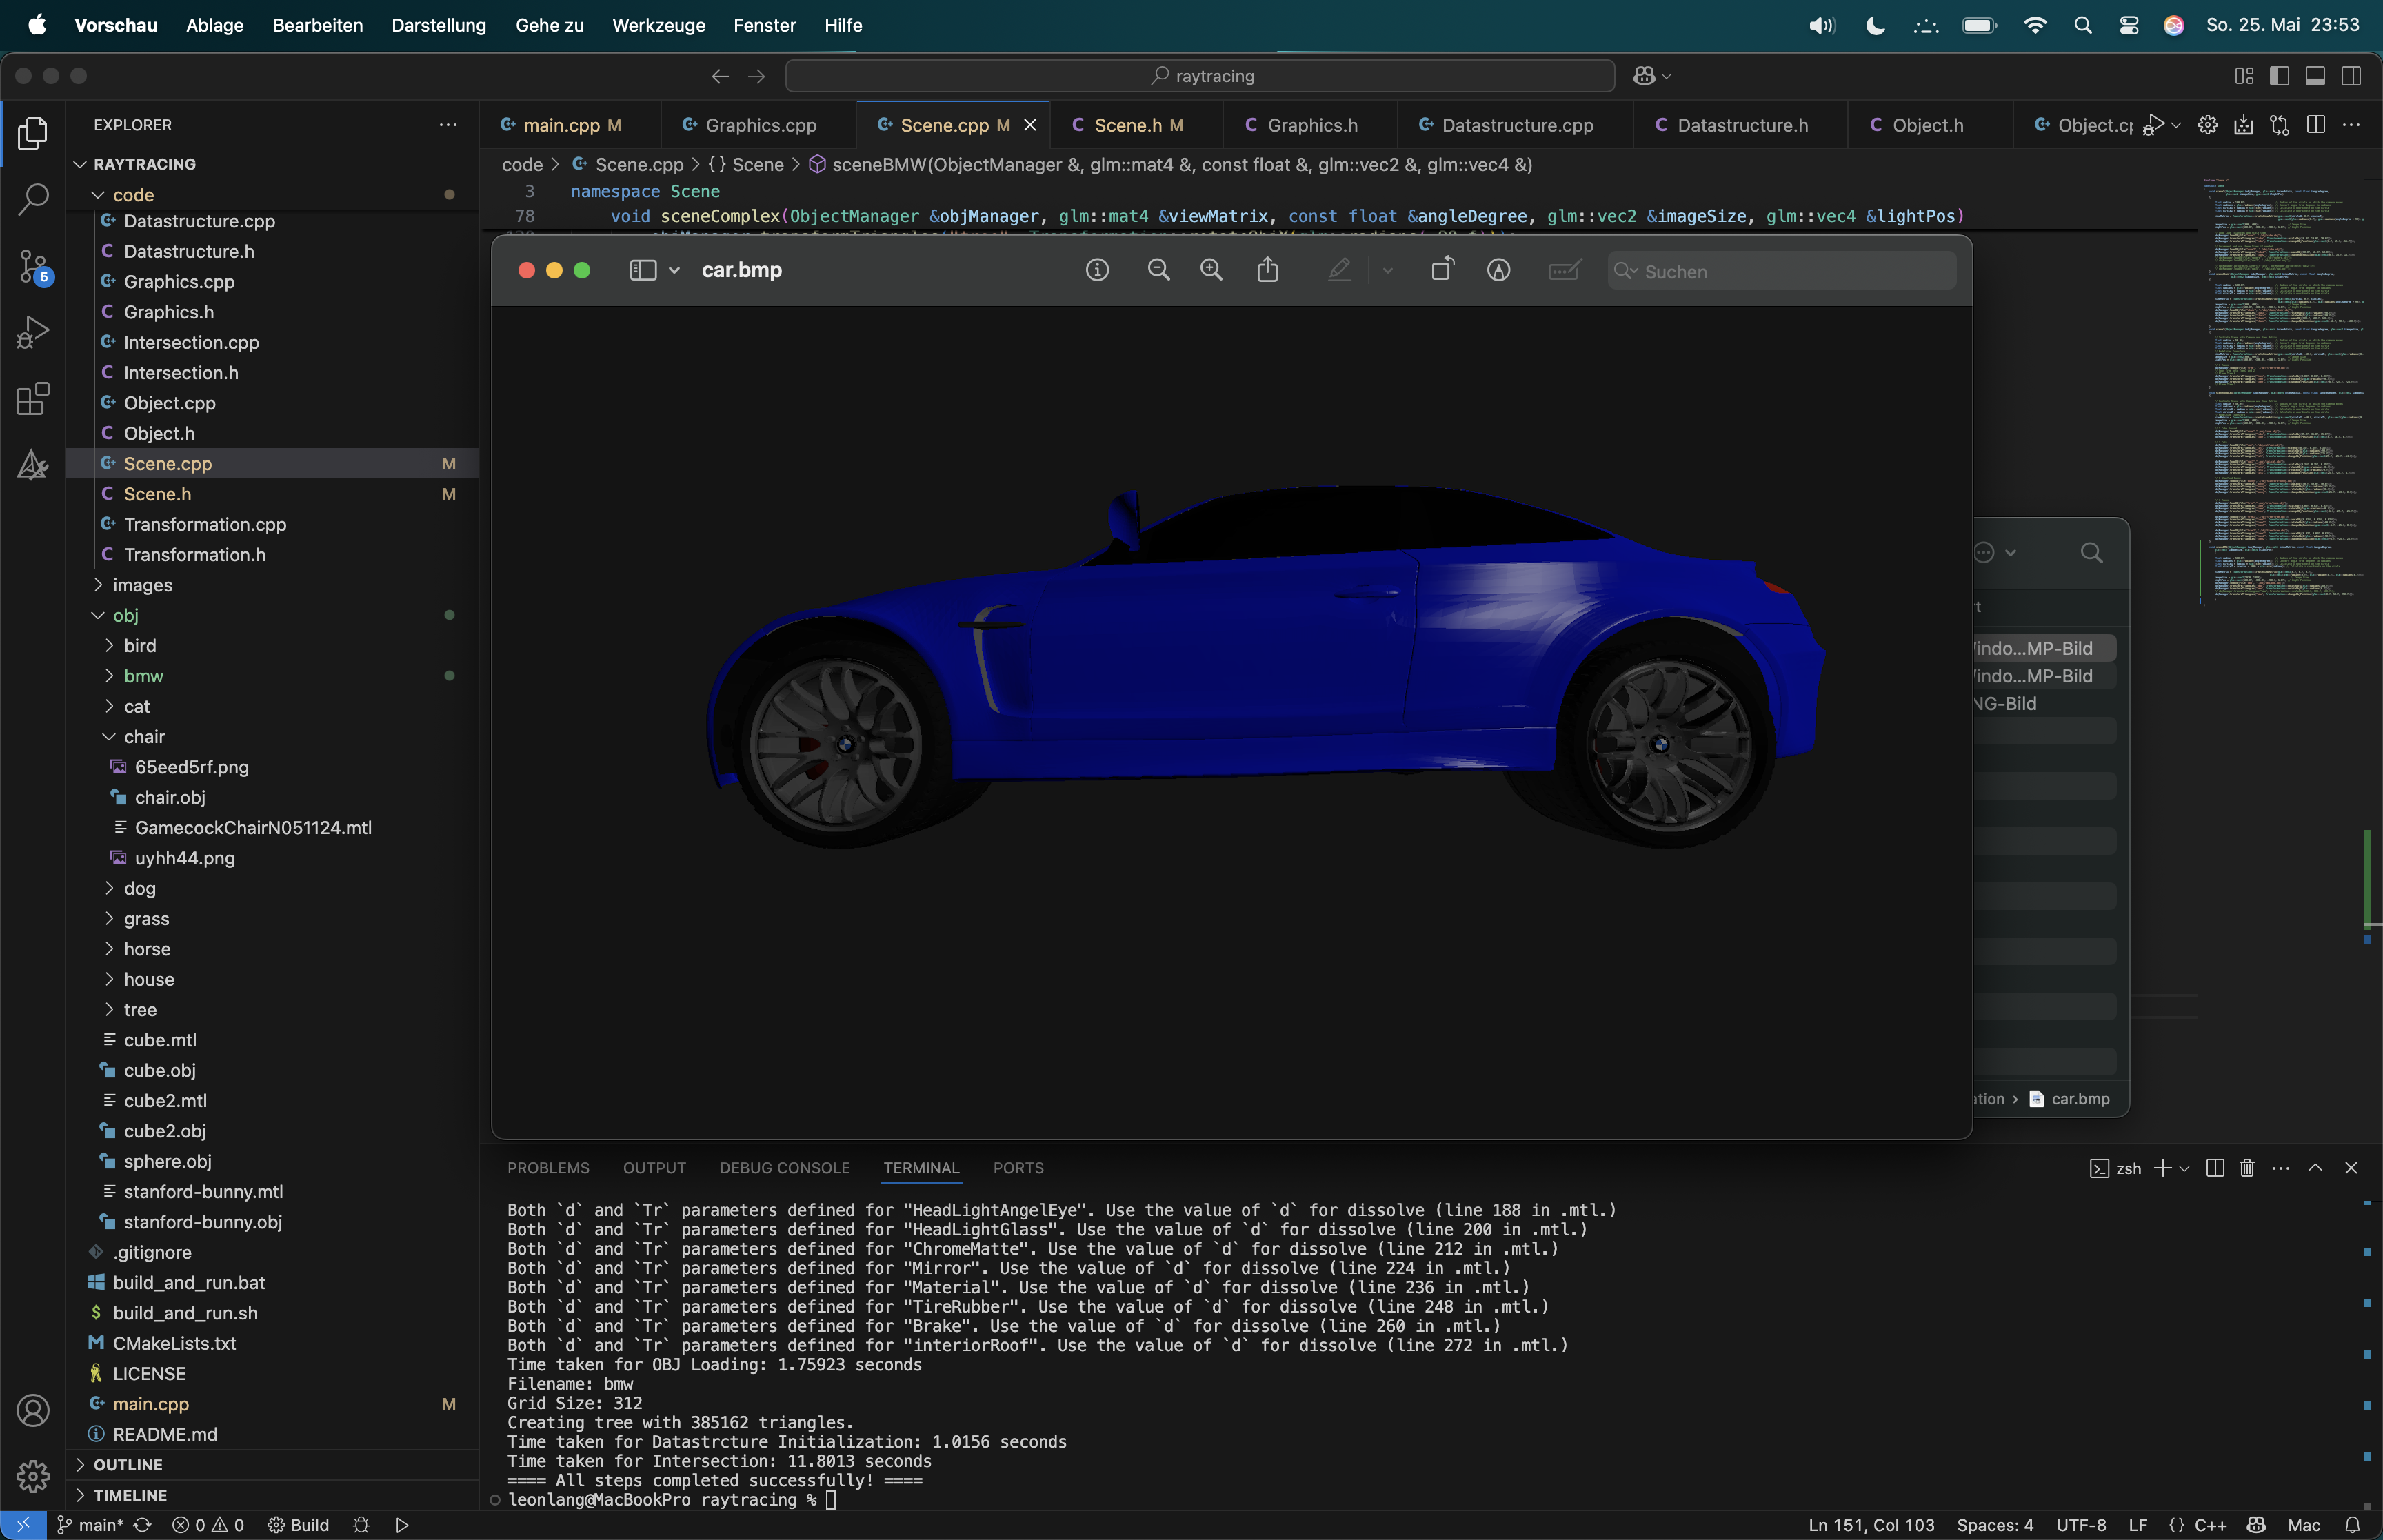 Vorschau Ablage Bearbeiten Darstellung Gehe zu Werkzeuge Fenster Hilfe So. 25. Mai 23:53
raytracing
EXPLORER
main.cpp M Graphics.cpp Scene.cpp M Scene.h M Graphics.h Datastructure.cpp Datastructure.h Object.h Object.cp
RAYTRACING
code > Scene.cpp > {} Scene > sceneBMW(ObjectManager &, glm::mat4 &, const float &, glm::vec2 &, glm::vec4 &)
3 namespace Scene
78 void sceneComplex(ObjectManager &objManager, glm::mat4 &viewMatrix, const float &angleDegree, glm::vec2 &imageSize, glm::vec4 &lightPos)
code
Datastructure.cpp
Datastructure.h
Graphics.cpp
Graphics.h
Intersection.cpp
Intersection.h
Object.cpp
Object.h
Scene.cpp M
Scene.h M
Transformation.cpp
Transformation.h
images
obj
bird
bmw
cat
chair
65eed5rf.png
chair.obj
GamecockChairN051124.mtl
uyhh44.png
dog
grass
horse
house
tree
cube.mtl
cube.obj
cube2.mtl
cube2.obj
sphere.obj
stanford-bunny.mtl
stanford-bunny.obj
.gitignore
build_and_run.bat
build_and_run.sh
CMakeLists.txt
LICENSE
main.cpp M
README.md
OUTLINE
TIMELINE
5
car.bmp
Suchen
rt
indo...MP-Bild
indo...MP-Bild
NG-Bild
ation > car.bmp
PROBLEMS OUTPUT DEBUG CONSOLE TERMINAL PORTS zsh
Both `d` and `Tr` parameters defined for "HeadLightAngelEye". Use the value of `d` for dissolve (line 188 in .mtl.)
Both `d` and `Tr` parameters defined for "HeadLightGlass". Use the value of `d` for dissolve (line 200 in .mtl.)
Both `d` and `Tr` parameters defined for "ChromeMatte". Use the value of `d` for dissolve (line 212 in .mtl.)
Both `d` and `Tr` parameters defined for "Mirror". Use the value of `d` for dissolve (line 224 in .mtl.)
Both `d` and `Tr` parameters defined for "Material". Use the value of `d` for dissolve (line 236 in .mtl.)
Both `d` and `Tr` parameters defined for "TireRubber". Use the value of `d` for dissolve (line 248 in .mtl.)
Both `d` and `Tr` parameters defined for "Brake". Use the value of `d` for dissolve (line 260 in .mtl.)
Both `d` and `Tr` parameters defined for "interiorRoof". Use the value of `d` for dissolve (line 272 in .mtl.)
Time taken for OBJ Loading: 1.75923 seconds
Filename: bmw
Grid Size: 312
Creating tree with 385162 triangles.
Time taken for Datastrcture Initialization: 1.0156 seconds
Time taken for Intersection: 11.8013 seconds
==== All steps completed successfully! ====
leonlang@MacBookPro raytracing %
main* 0 0 Build Ln 151, Col 103 Spaces: 4 UTF-8 LF {} C++ Mac